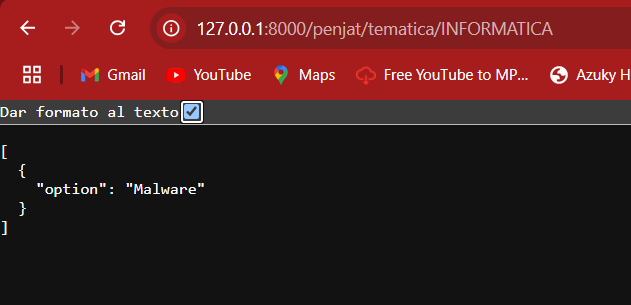 127.0.0.1:8000/penjat/tematica/INFORMATICA
Gmail YouTube Maps Free YouTube to MP... Azuky H
Dar formato al texto
[
{
"option": "Malware"
}
]